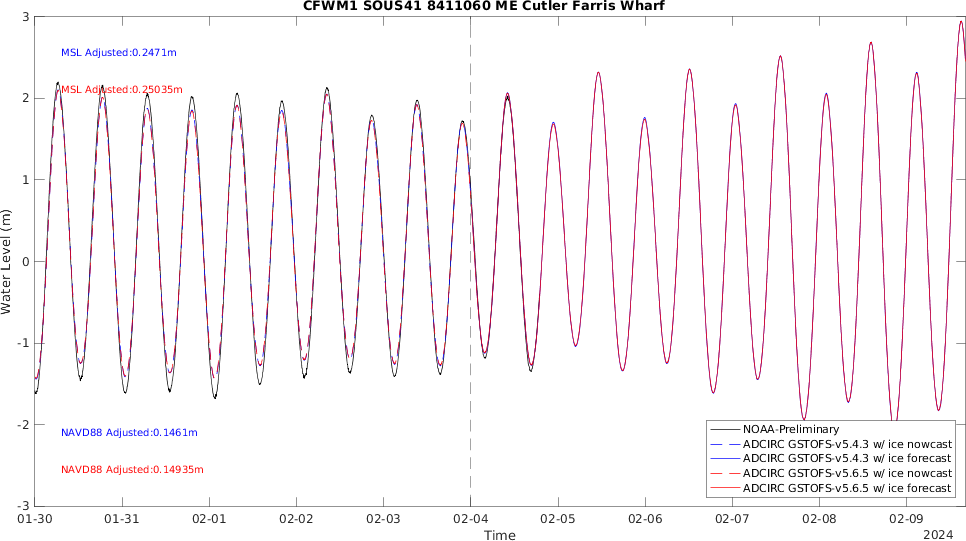 CFWM1 SOUS41 8411060 ME Cutler Farris Wharf
3
2
1
0
-1
-2
-3
Water Level (m)
MSL Adjusted:0.2471m
MSL Adjusted:0.25035m
NAVD88 Adjusted:0.1461m
NAVD88 Adjusted:0.14935m
NOAA-Preliminary
ADCIRC GSTOFS-v5.4.3 w/ ice nowcast
ADCIRC GSTOFS-v5.4.3 w/ ice forecast
ADCIRC GSTOFS-v5.6.5 w/ ice nowcast
ADCIRC GSTOFS-v5.6.5 w/ ice forecast
01-30 01-31 02-01 02-02 02-03 02-04 02-05 02-06 02-07 02-08 02-09
Time
2024